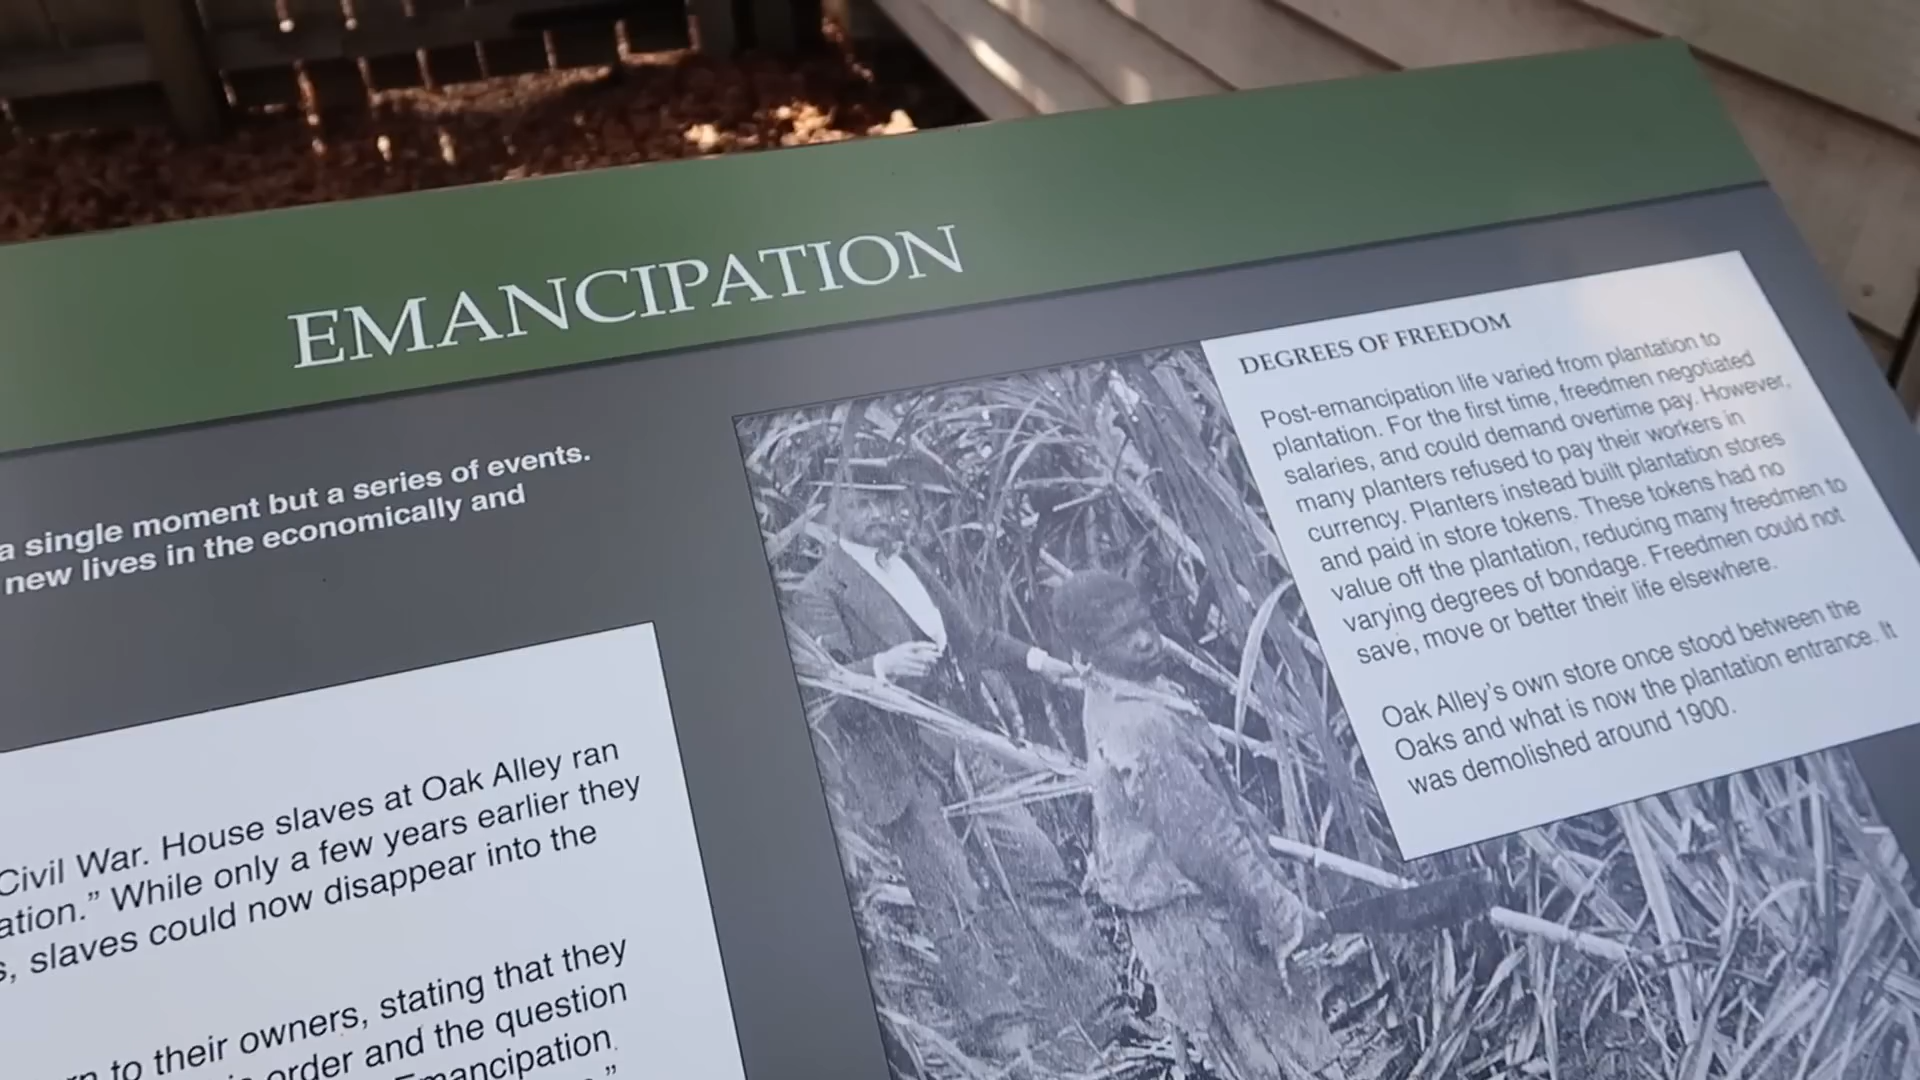 EMANCIPATION
a single moment but a series of events.
new lives in the economically and
Civil War. House slaves at Oak Alley ran
ation.” While only a few years earlier they
s, slaves could now disappear into the
to their owners, stating that they
order and the question
Emancipation.
”
DEGREES OF FREEDOM
Post-emancipation life varied from plantation to
plantation. For the first time, freedmen negotiated
salaries, and could demand overtime pay. However,
many planters refused to pay their workers in
currency. Planters instead built plantation stores
and paid in store tokens. These tokens had no
value off the plantation, reducing many freedmen to
varying degrees of bondage. Freedmen could not
save, move or better their life elsewhere.
Oak Alley’s own store once stood between the
Oaks and what is now the plantation entrance. It
was demolished around 1900.